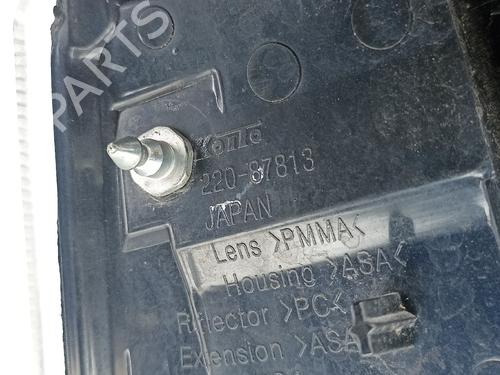 PARTS
Koito
220-87813
JAPAN
Lens >PMMA<
Housing >ASA<
Reflector >PC<
Extension >ASA